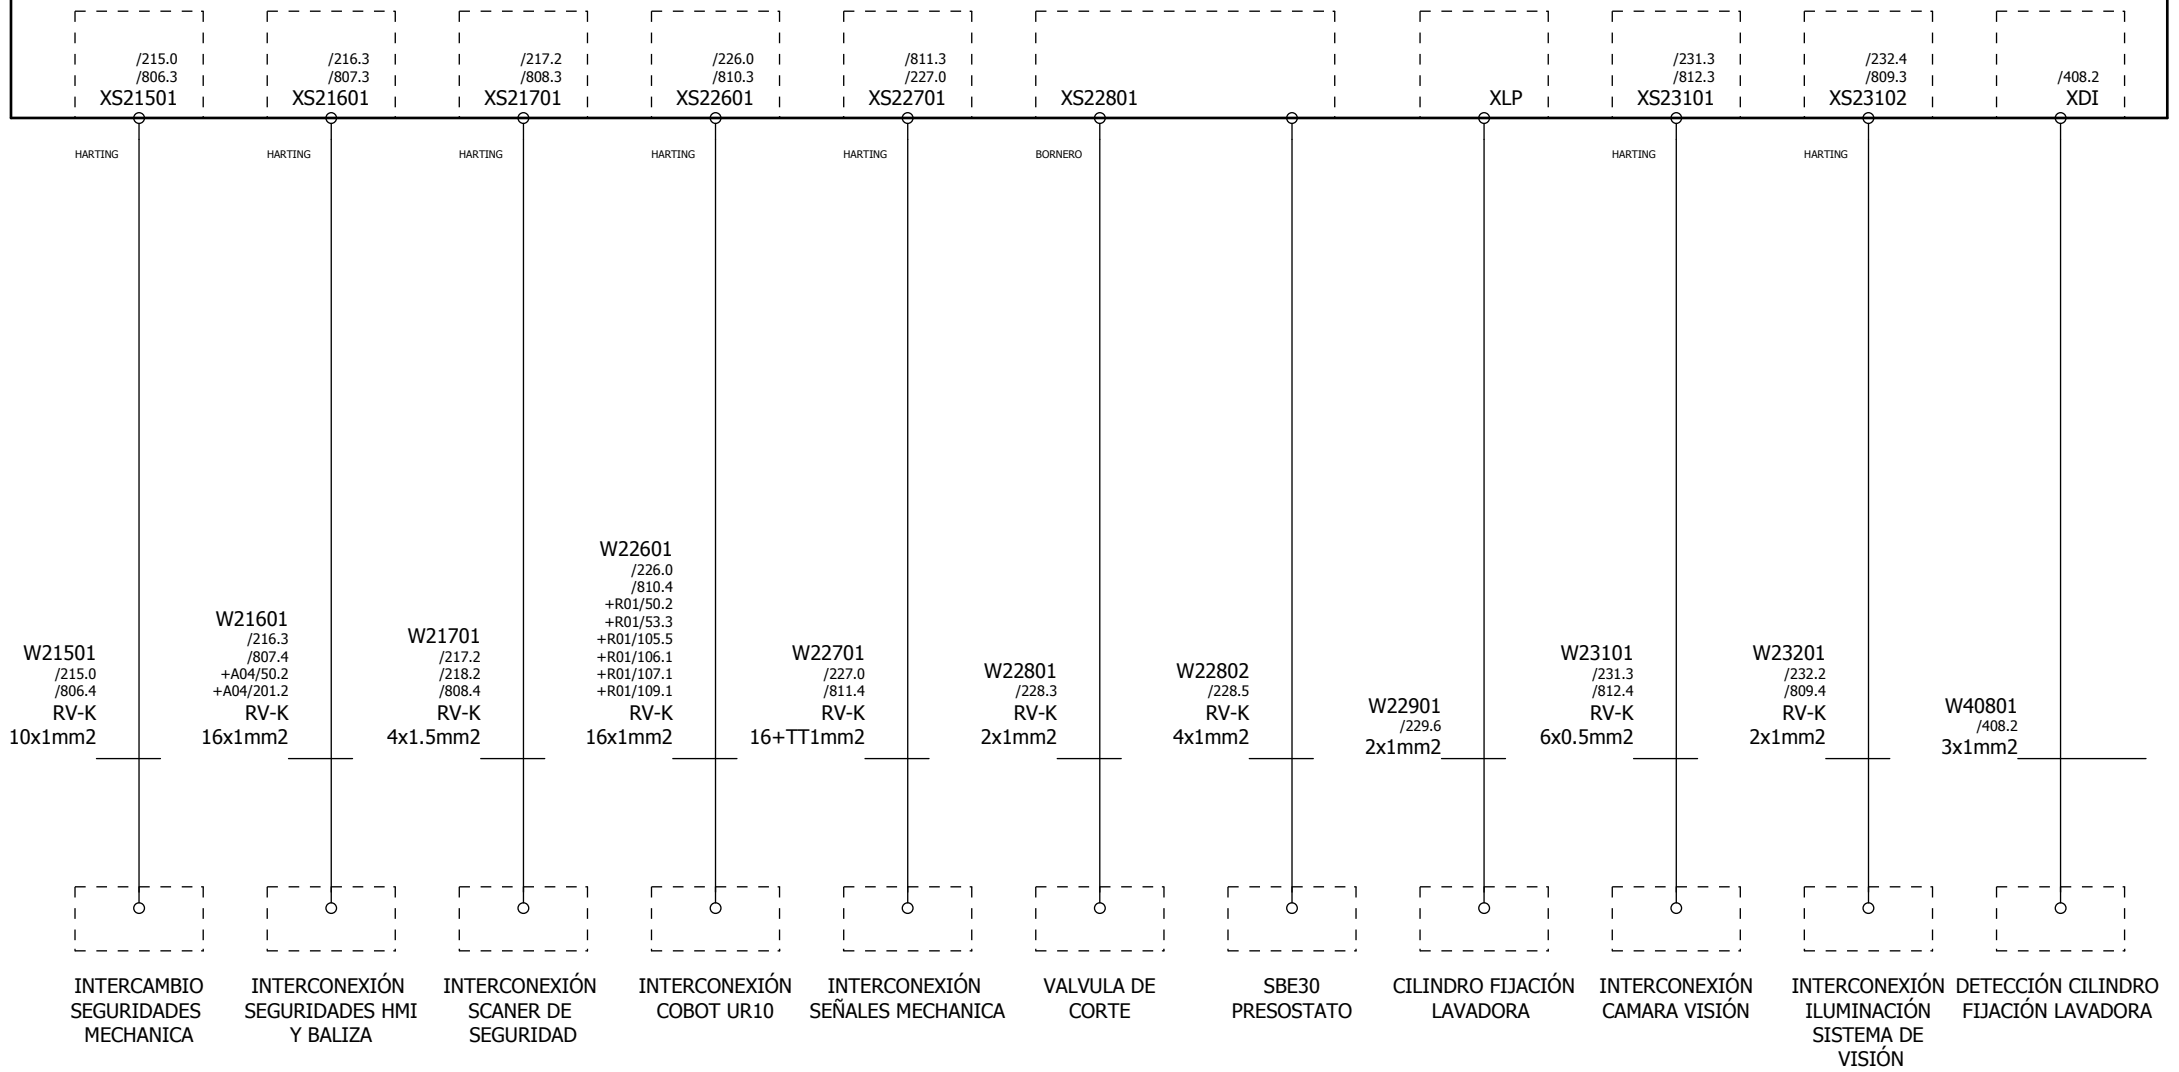 /215.0
/806.3
XS21501
/216.3
/807.3
XS21601
/217.2
/808.3
XS21701
/226.0
/810.3
XS22601
/811.3
/227.0
XS22701
XS22801
XLP
/231.3
/812.3
XS23101
/232.4
/809.3
XS23102
/408.2
XDI
HARTING
HARTING
HARTING
HARTING
HARTING
BORNERO
HARTING
HARTING
W21501
/215.0
/806.4
RV-K
10x1mm2
W21601
/216.3
/807.4
+A04/50.2
+A04/201.2
RV-K
16x1mm2
W21701
/217.2
/218.2
/808.4
RV-K
4x1.5mm2
W22601
/226.0
/810.4
+R01/50.2
+R01/53.3
+R01/105.5
+R01/106.1
+R01/107.1
+R01/109.1
RV-K
16x1mm2
W22701
/227.0
/811.4
RV-K
16+TT1mm2
W22801
/228.3
RV-K
2x1mm2
W22802
/228.5
RV-K
4x1mm2
W22901
/229.6
2x1mm2
W23101
/231.3
/812.4
RV-K
6x0.5mm2
W23201
/232.2
/809.4
RV-K
2x1mm2
W40801
/408.2
3x1mm2
INTERCAMBIO
SEGURIDADES
MECHANICA
INTERCONEXIÓN
SEGURIDADES HMI
Y BALIZA
INTERCONEXIÓN
SCANER DE
SEGURIDAD
INTERCONEXIÓN
COBOT UR10
INTERCONEXIÓN
SEÑALES MECHANICA
VALVULA DE
CORTE
SBE30
PRESOSTATO
CILINDRO FIJACIÓN
LAVADORA
INTERCONEXIÓN
CAMARA VISIÓN
INTERCONEXIÓN
ILUMINACIÓN
SISTEMA DE
VISIÓN
DETECCIÓN CILINDRO
FIJACIÓN LAVADORA